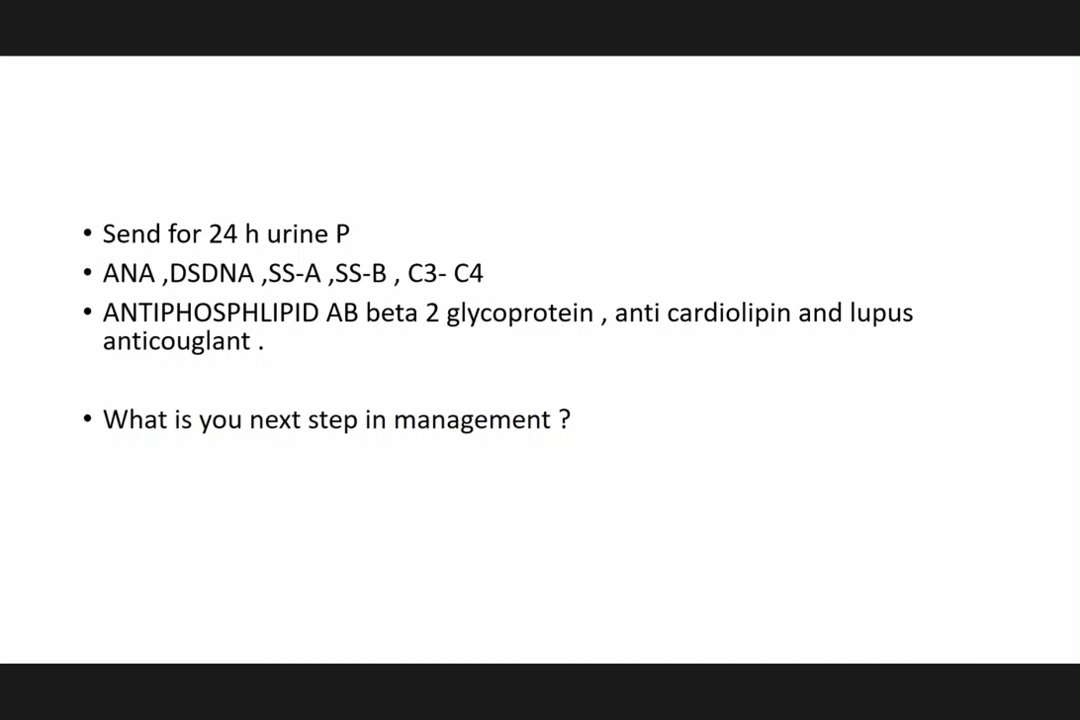 • Send for 24 h urine P
• ANA ,DSDNA ,SS-A ,SS-B , C3- C4
• ANTIPHOSPHLIPID AB beta 2 glycoprotein , anti cardiolipin and lupus
anticouglant .
• What is you next step in management ?